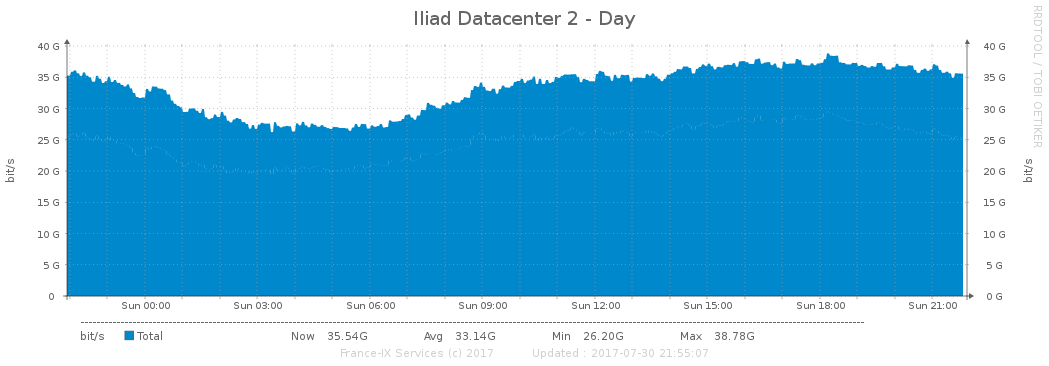 Iliad Datacenter 2 - Day
RRDTOOL / TOBI OETIKER
bit/s
40 G 40 G
35 G 35 G
30 G 30 G
25 G 25 G
20 G 20 G
15 G 15 G
10 G 10 G
5 G 5 G
0 0 G
bit/s
Sun 00:00 Sun 03:00 Sun 06:00 Sun 09:00 Sun 12:00 Sun 15:00 Sun 18:00 Sun 21:00
bit/s Total Now 35.54G Avg 33.14G Min 26.20G Max 38.78G
France-IX Services (c) 2017 Updated : 2017-07-30 21:55:07